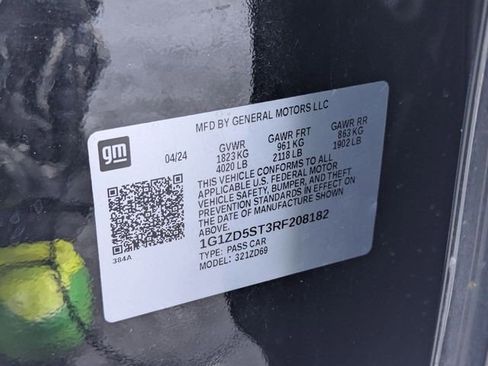 MFD BY GENERAL MOTORS LLC
gm
04/24
GVWR GAWR FRT GAWR RR
1823 KG 961 KG 863 KG
4020 LB 2118 LB 1902 LB
THIS VEHICLE CONFORMS TO ALL
APPLICABLE U.S. FEDERAL MOTOR
VEHICLE SAFETY, BUMPER, AND THEFT
PREVENTION STANDARDS IN EFFECT ON
THE DATE OF MANUFACTURE SHOWN
ABOVE.
1G1ZD5ST3RF208182
TYPE: PASS CAR
MODEL: 321ZD69
384A